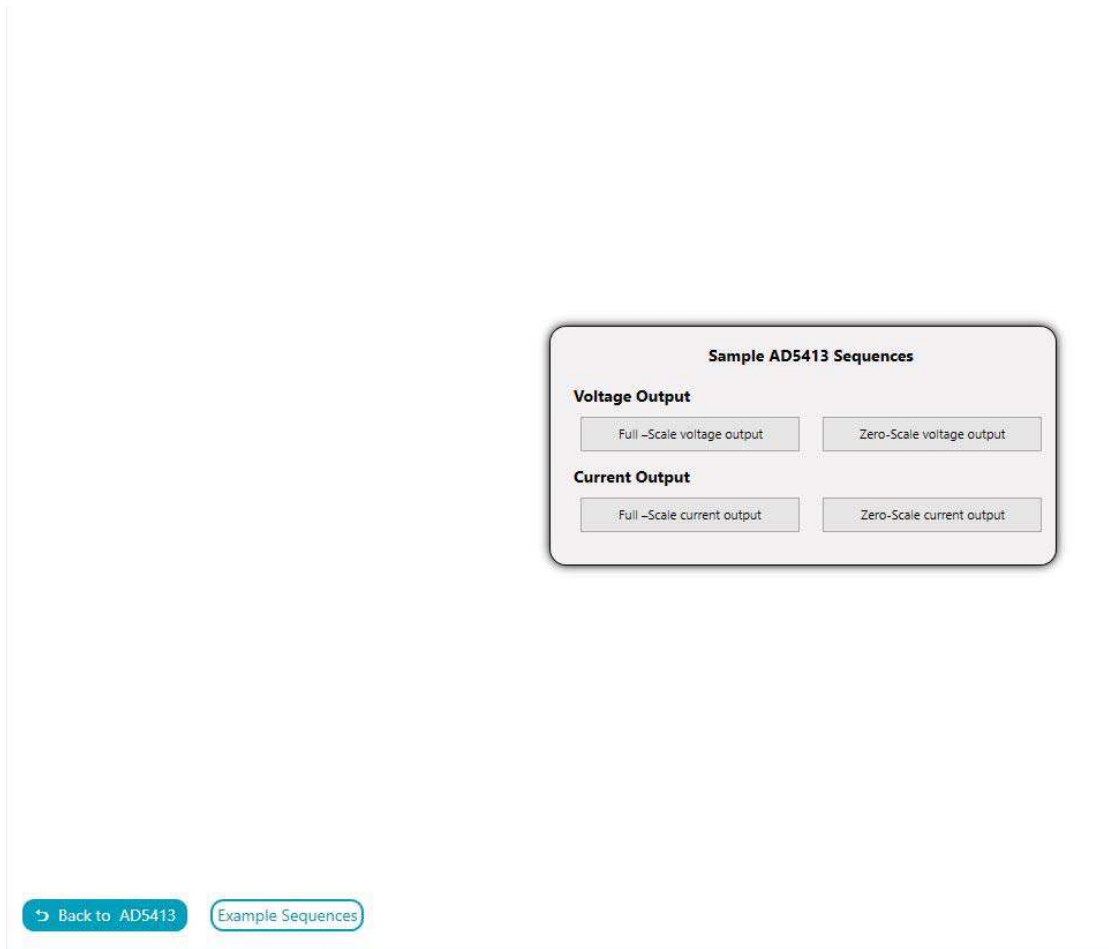 Sample AD5413 Sequences
Voltage Output
Full –Scale voltage output Zero-Scale voltage output
Current Output
Full –Scale current output Zero-Scale current output
Back to AD5413 Example Sequences